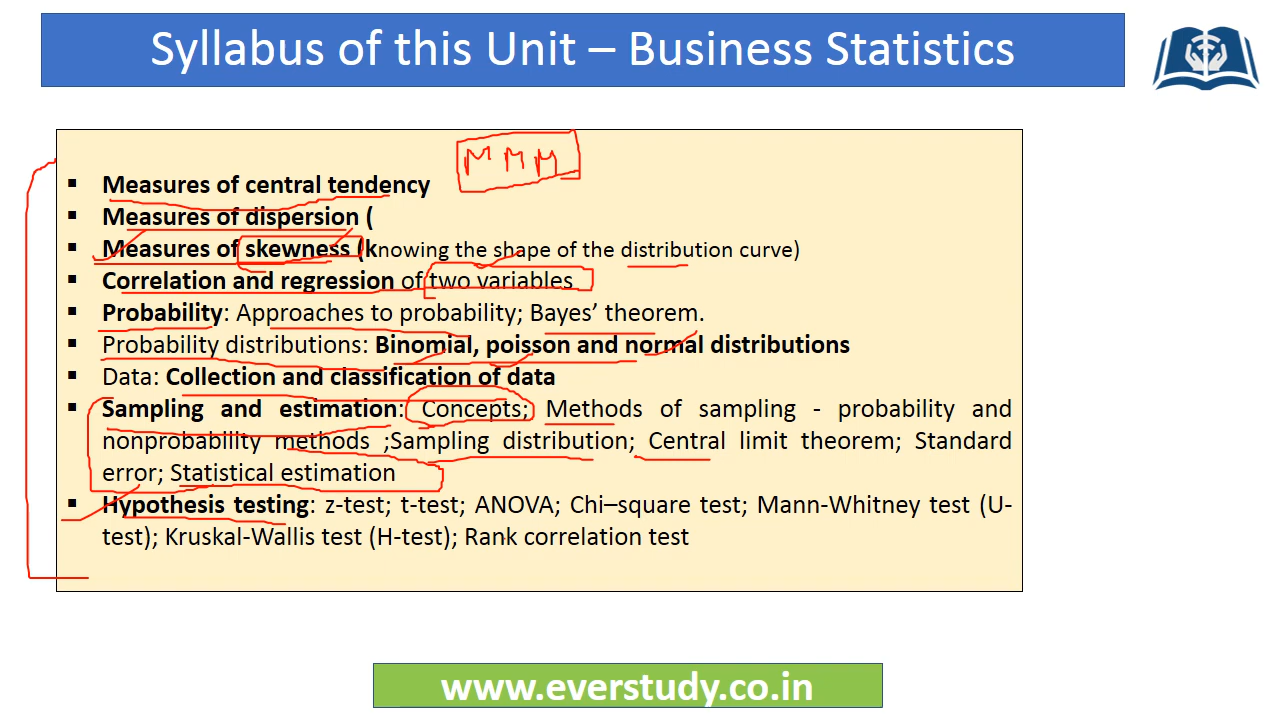 Syllabus of this Unit – Business Statistics
M M M
▪ Measures of central tendency
▪ Measures of dispersion (
▪ Measures of skewness (knowing the shape of the distribution curve)
▪ Correlation and regression of two variables
▪ Probability: Approaches to probability; Bayes’ theorem.
▪ Probability distributions: Binomial, poisson and normal distributions
▪ Data: Collection and classification of data
▪ Sampling and estimation: Concepts; Methods of sampling - probability and
nonprobability methods ;Sampling distribution; Central limit theorem; Standard
error; Statistical estimation
▪ Hypothesis testing: z-test; t-test; ANOVA; Chi–square test; Mann-Whitney test (U-
test); Kruskal-Wallis test (H-test); Rank correlation test
www.everstudy.co.in